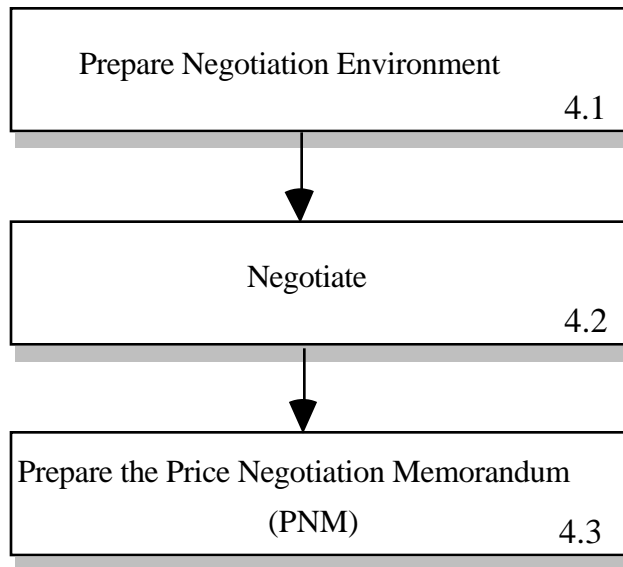 Prepare Negotiation Environment
4.1
Negotiate
4.2
Prepare the Price Negotiation Memorandum
(PNM)
4.3